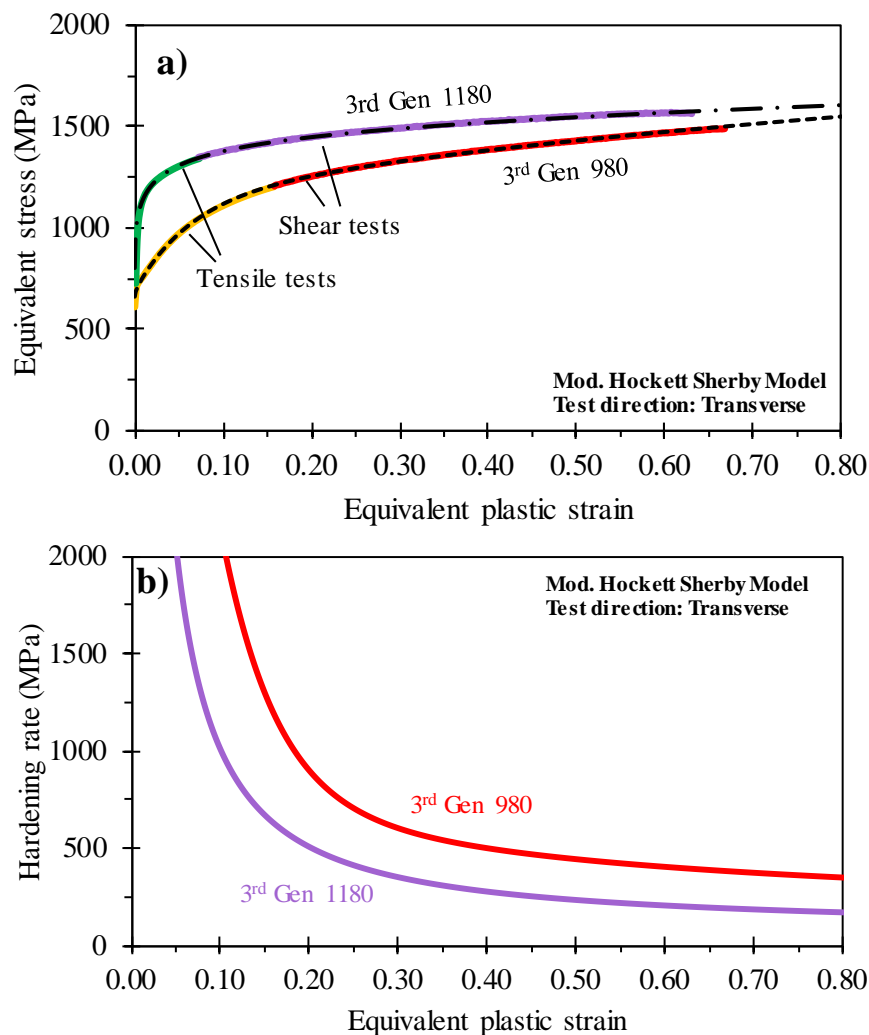 2000
a)
3rd Gen 1180
1500
3rd Gen 980
Shear tests
1000
Tensile tests
500
Mod. Hockett Sherby Model
Test direction: Transverse
0
0.00 0.10 0.20 0.30 0.40 0.50 0.60 0.70 0.80
Equivalent stress (MPa)
Equivalent plastic strain
2000
b)
Mod. Hockett Sherby Model
Test direction: Transverse
1500
1000
3rd Gen 980
500
3rd Gen 1180
0
0.00 0.10 0.20 0.30 0.40 0.50 0.60 0.70 0.80
Hardening rate (MPa)
Equivalent plastic strain